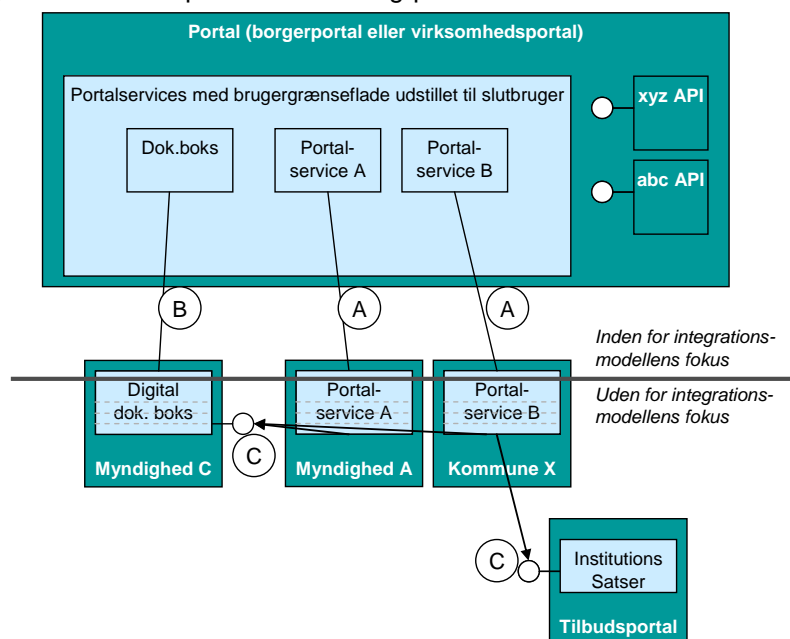 Portal (borgerportal eller virksomhedsportal)
Portalservices med brugergrænseflade udstillet til slutbruger
xyz API
Dok.boks
Portal-
service A
Portal-
service B
abc API
B
A
A
Inden for integrations-
modellens fokus
Uden for integrations-
modellens fokus
Digital
dok. boks
Portal-
service A
Portal-
service B
C
Myndighed C
Myndighed A
Kommune X
C
Institutions
Satser
Tilbudsportal